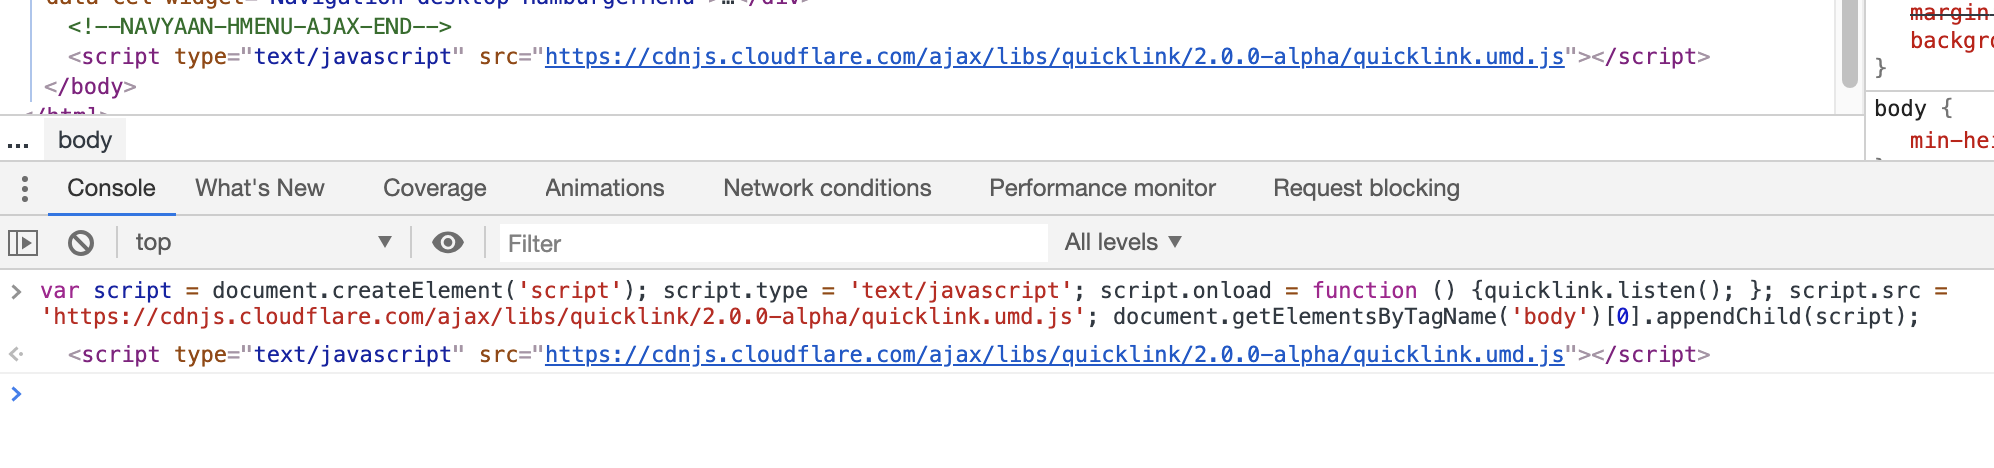 data-cel-widget="Navigation-desktop-HamburgerMenu">…</div>
<!--NAVYAAN-HMENU-AJAX-END-->
<script type="text/javascript" src="https://cdnjs.cloudflare.com/ajax/libs/quicklink/2.0.0-alpha/quicklink.umd.js"></script>
margin
backgro
</body>
}
</html>
body {
... body
min-hei
Console What's New Coverage Animations Network conditions Performance monitor Request blocking
top Filter All levels
> var script = document.createElement('script'); script.type = 'text/javascript'; script.onload = function () {quicklink.listen(); }; script.src =
'https://cdnjs.cloudflare.com/ajax/libs/quicklink/2.0.0-alpha/quicklink.umd.js'; document.getElementsByTagName('body')[0].appendChild(script);
<script type="text/javascript" src="https://cdnjs.cloudflare.com/ajax/libs/quicklink/2.0.0-alpha/quicklink.umd.js"></script>
>